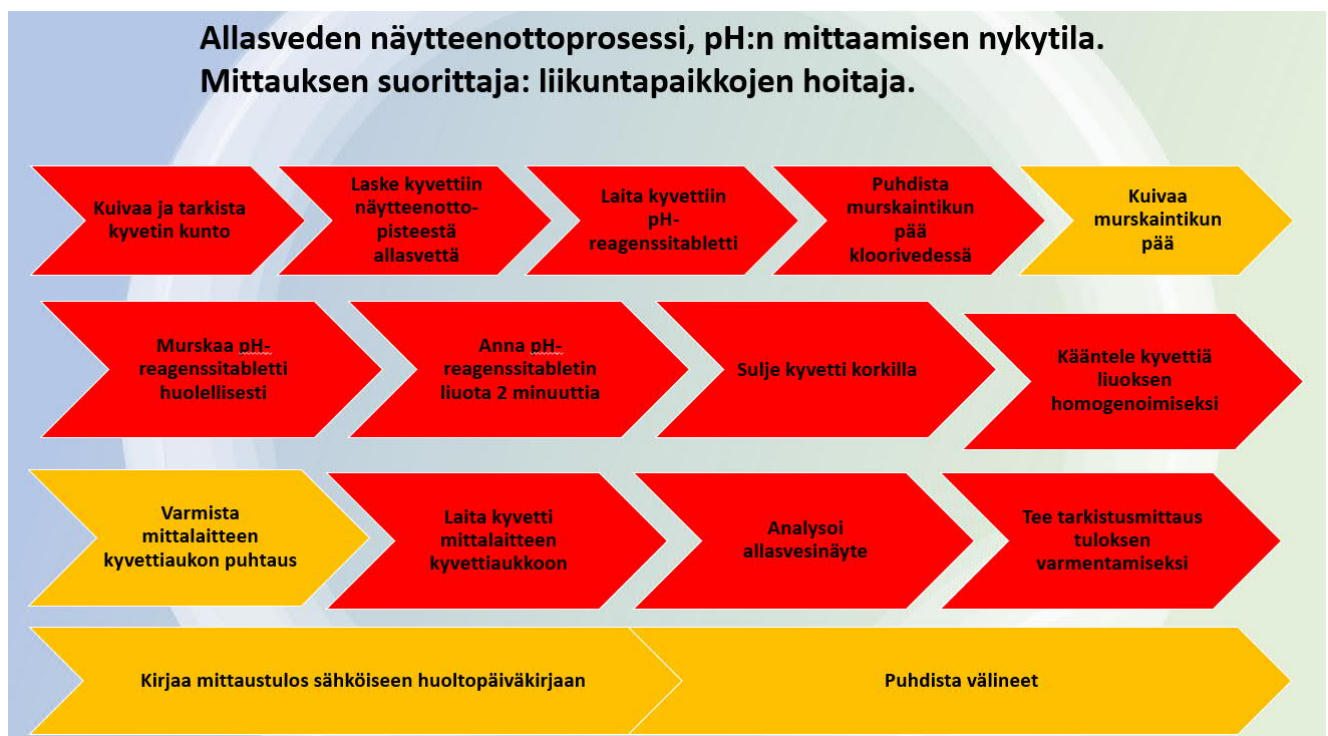 Allasveden näytteenottoprosessi, pH:n mittaamisen nykytila.
Mittauksen suorittaja: liikuntapaikkojen hoitaja.
Kuivaa ja tarkista
kyvetin kunto
Laske kyvettiin
näytteenotto-
pisteestä
allasvettä
Laita kyvettiin
pH-
reagenssitabletti
Puhdista
murskaintikun
pää
kloorivedessä
Kuivaa
murskaintikun
pää
Murskaa pH-
reagenssitabletti
huolellisesti
Anna pH-
reagenssitabletin
liuota 2 minuuttia
Sulje kyvetti korkilla
Kääntele kyvettiä
liuoksen
homogenoimiseksi
Varmista
mittalaitteen
kyvettiaukon puhtaus
Laita kyvetti
mittalaitteen
kyvettiaukkoon
Analysoi
allasvesinäyte
Tee tarkistusmittaus
tuloksen
varmentamiseksi
Kirjaa mittaustulos sähköiseen huoltopäiväkirjaan
Puhdista välineet